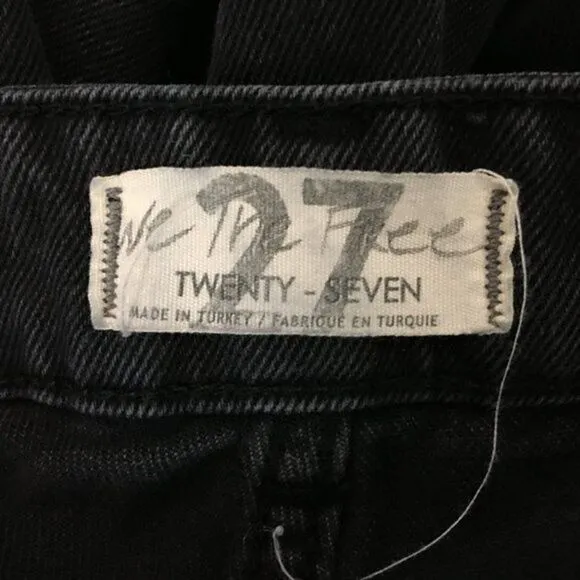 We The Free
27
TWENTY - SEVEN
MADE IN TURKEY / FABRIQUÉ EN TURQUIE